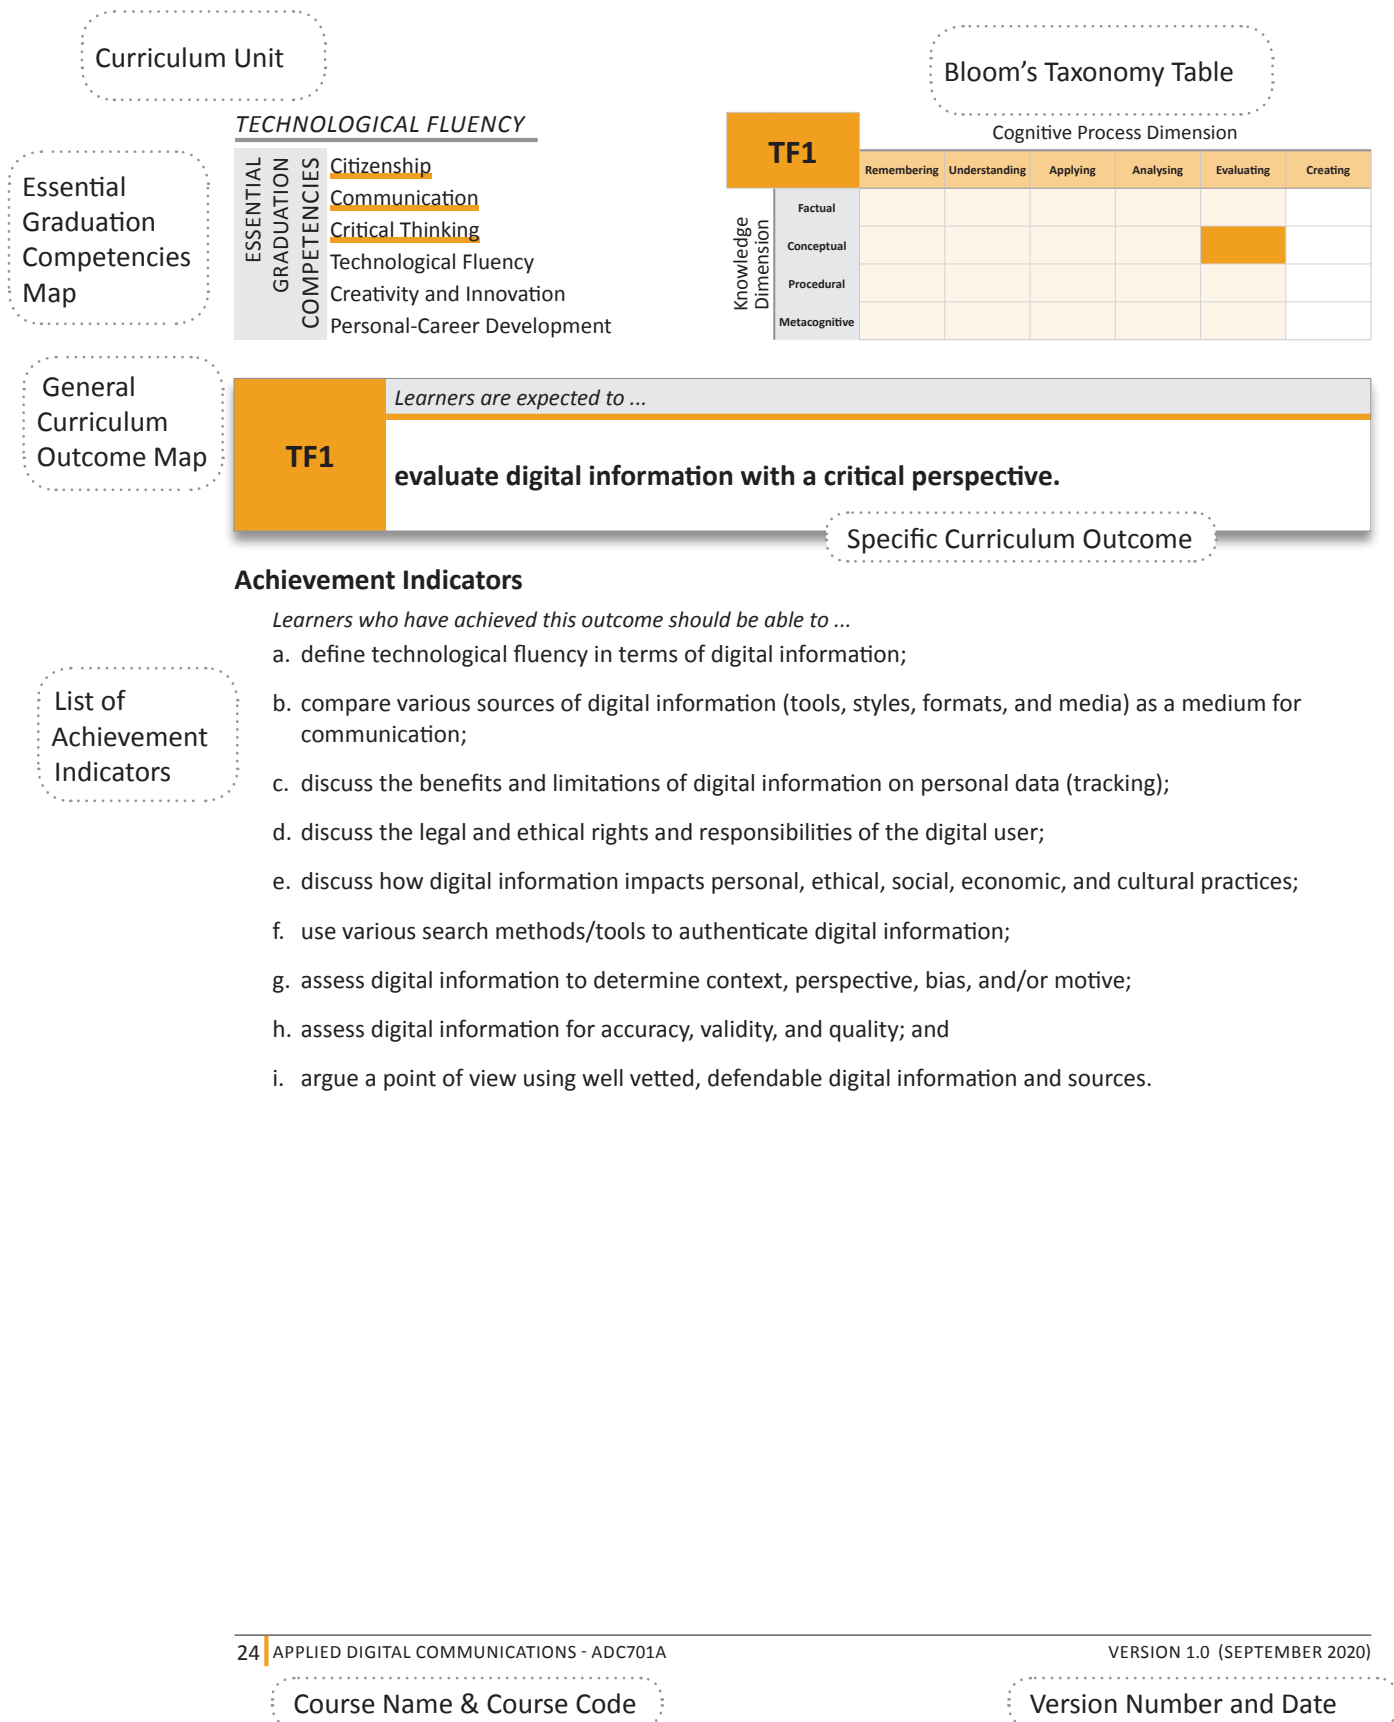 Curriculum Unit
Bloom's Taxonomy Table
TECHNOLOGICAL FLUENCY
Essential
Graduation
Competencies
Map
ESSENTIAL
GRADUATION
COMPETENCIES
Citizenship
Communication
Critical Thinking
Technological Fluency
Creativity and Innovation
Personal-Career Development
TF1
Cognitive Process Dimension
Remembering Understanding Applying Analysing Evaluating Creating
Knowledge
Dimension
Factual
Conceptual
Procedural
Metacognitive
General
Curriculum
Outcome Map
TF1
Learners are expected to ...
evaluate digital information with a critical perspective.
Specific Curriculum Outcome
Achievement Indicators
Learners who have achieved this outcome should be able to ...
List of
Achievement
Indicators
a. define technological fluency in terms of digital information;
b. compare various sources of digital information (tools, styles, formats, and media) as a medium for
communication;
c. discuss the benefits and limitations of digital information on personal data (tracking);
d. discuss the legal and ethical rights and responsibilities of the digital user;
e. discuss how digital information impacts personal, ethical, social, economic, and cultural practices;
f. use various search methods/tools to authenticate digital information;
g. assess digital information to determine context, perspective, bias, and/or motive;
h. assess digital information for accuracy, validity, and quality; and
i. argue a point of view using well vetted, defendable digital information and sources.
24 APPLIED DIGITAL COMMUNICATIONS - ADC701A
VERSION 1.0 (SEPTEMBER 2020)
Course Name & Course Code
Version Number and Date